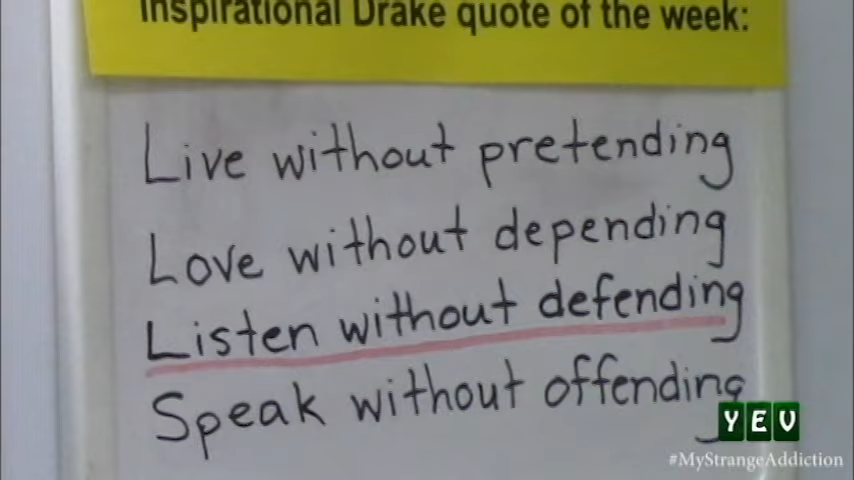 Inspirational Drake quote of the week:
Live without pretending
Love without depending
Listen without defending
Speak without offending
YEV
#MyStrangeAddiction